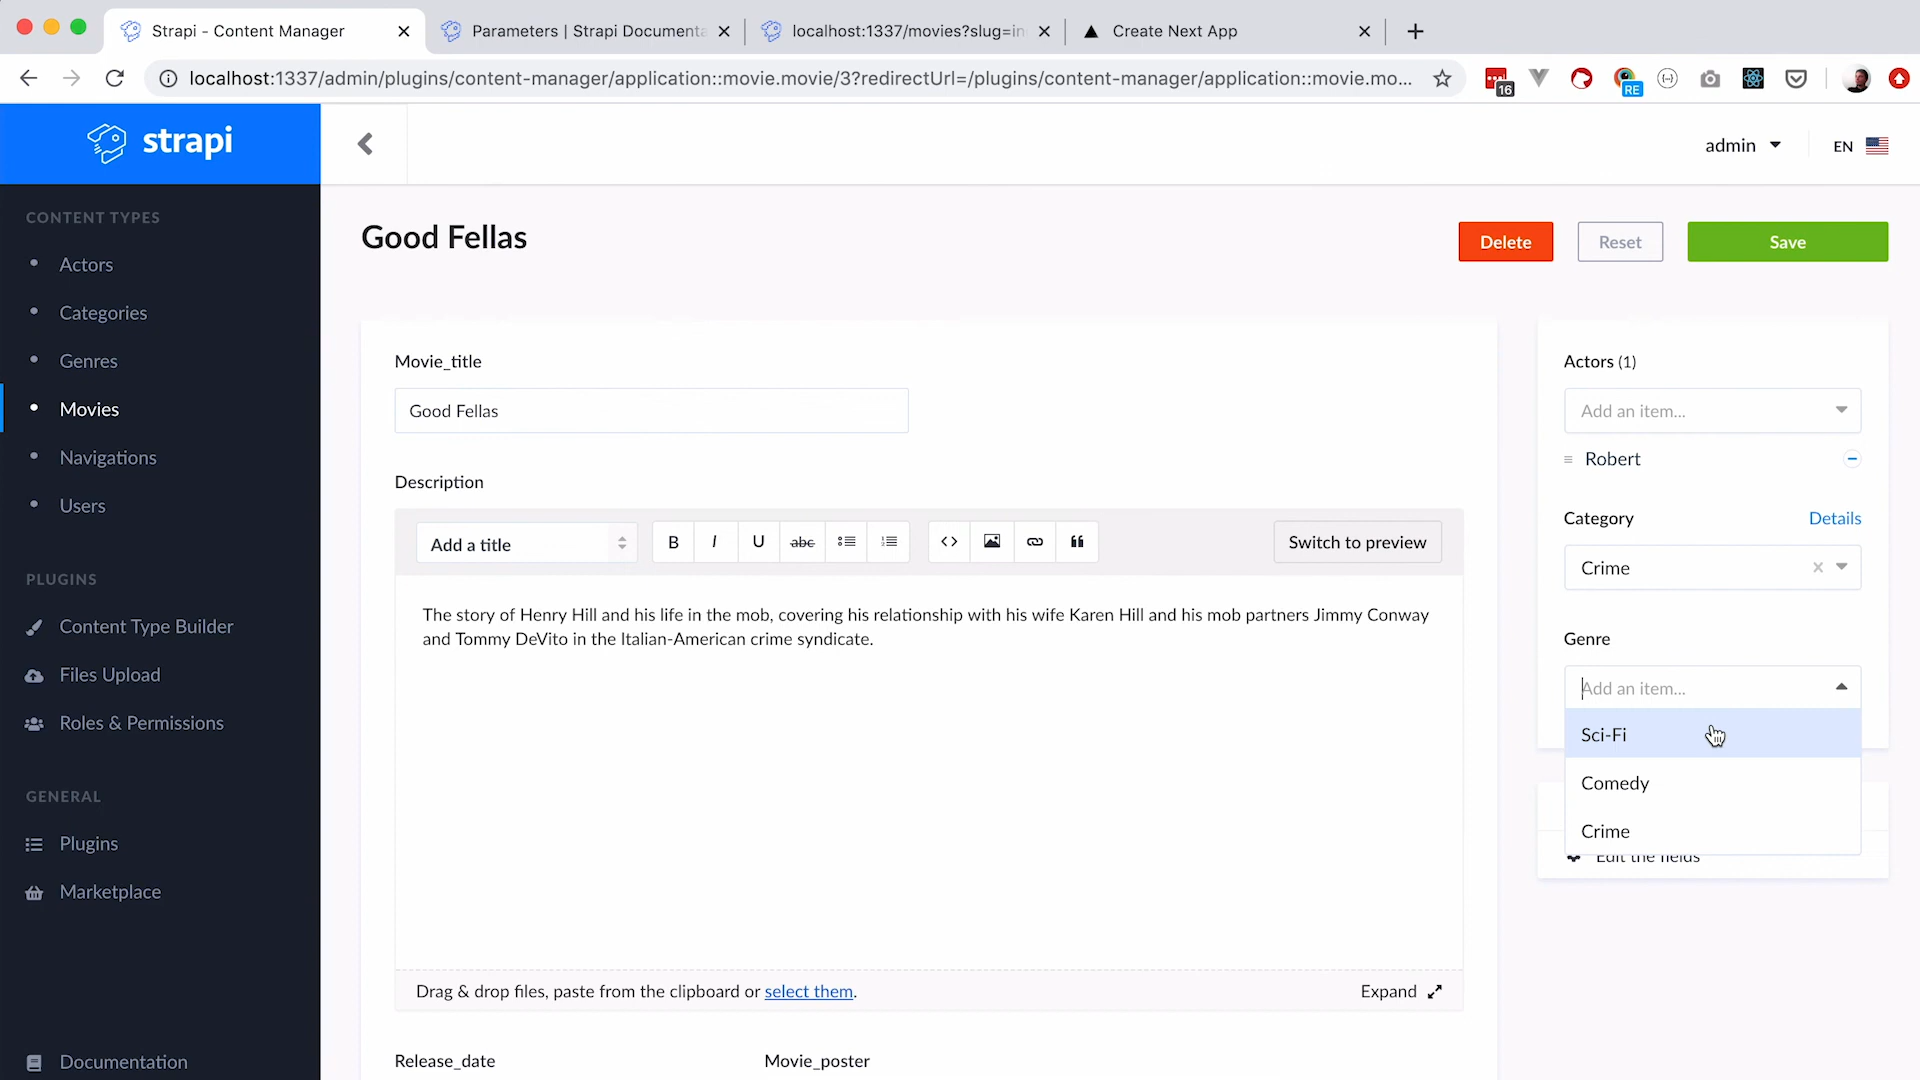 Strapi - Content Manager
Parameters | Strapi Documenta
localhost:1337/movies?slug=in
Create Next App
localhost:1337/admin/plugins/content-manager/application::movie.movie/3?redirectUrl=/plugins/content-manager/application::movie.mo...
16
RE
strapi
admin
EN
CONTENT TYPES
Actors
Categories
Genres
Movies
Navigations
Users
PLUGINS
Content Type Builder
Files Upload
Roles & Permissions
GENERAL
Plugins
Marketplace
Documentation
Good Fellas
Delete
Reset
Save
Movie_title
Good Fellas
Description
Add a title
B
I
U
abc
Switch to preview
The story of Henry Hill and his life in the mob, covering his relationship with his wife Karen Hill and his mob partners Jimmy Conway
and Tommy DeVito in the Italian-American crime syndicate.
Drag & drop files, paste from the clipboard or select them.
Expand
Release_date
Movie_poster
Actors (1)
Add an item...
Robert
Category
Details
Crime
Genre
Add an item...
Sci-Fi
Comedy
Crime
Edit the fields